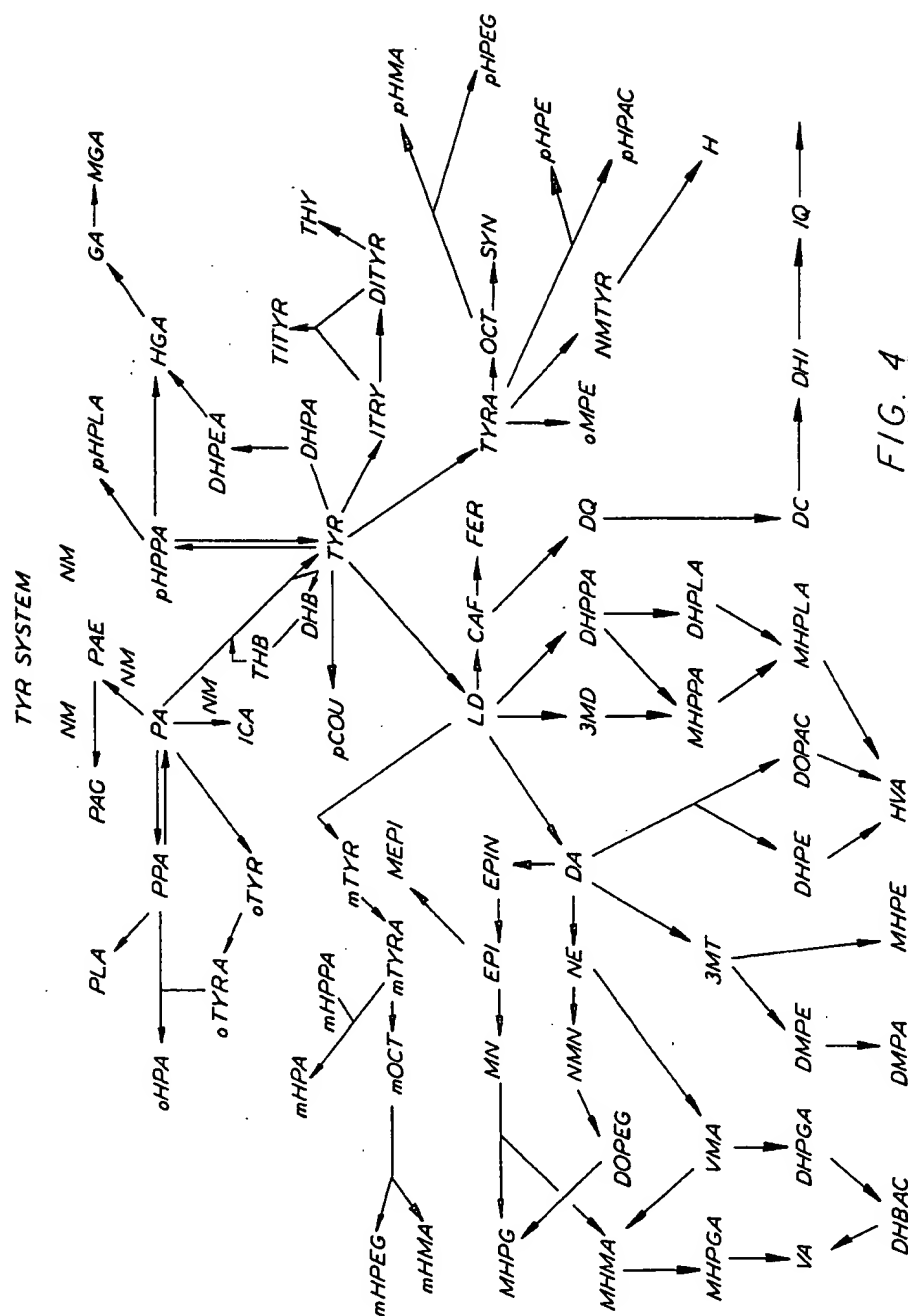 TYR SYSTEM
NM NM
PAG PAE
NM
PLA PPA PA
NM
ICA
oHPA oTYRA oTYR
THB
DHB
pHPPA pHPLA
HGA GA MGA
DHPEA
DHPA
TYR
pCOU
ITRY DITYR
TITYR THY
mHPA mHPPA mTYR
mTYRA
mOCT
mHPEG
mHMA
MEPI
LD CAF FER
TYRA OCT SYN
pHMA
pHPEG
pHPE
pHPAC
oMPE
NMTYR
H
MN EPI EPIN
MHPG NMN NE DA
DOPEG
MHMA
3MD DHPPA DQ
MHPPA DHPLA
MHPLA
VMA
MHPGA
DHPGA
VA
DHBAC
3MT
DMPE
DMPA
MHPE
DHPE DOPAC
HVA
DC DHI IQ
FIG. 4